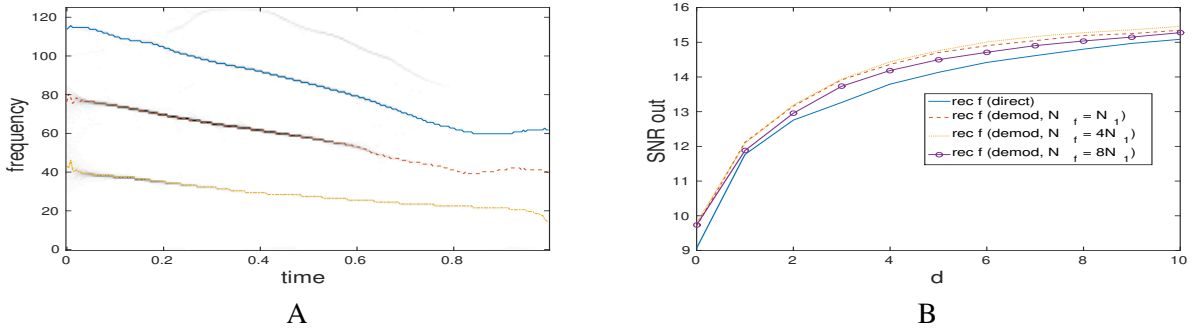 120
100
80
60
40
20
0
frequency
0 0.2 0.4 0.6 0.8
time
A
16
15
14
13
12
11
10
9
SNR out
rec f (direct)
rec f (demod, N f = N 1)
rec f (demod, N f = 4N 1)
rec f (demod, N f = 8N 1)
0 2 4 6 8 10
d
B